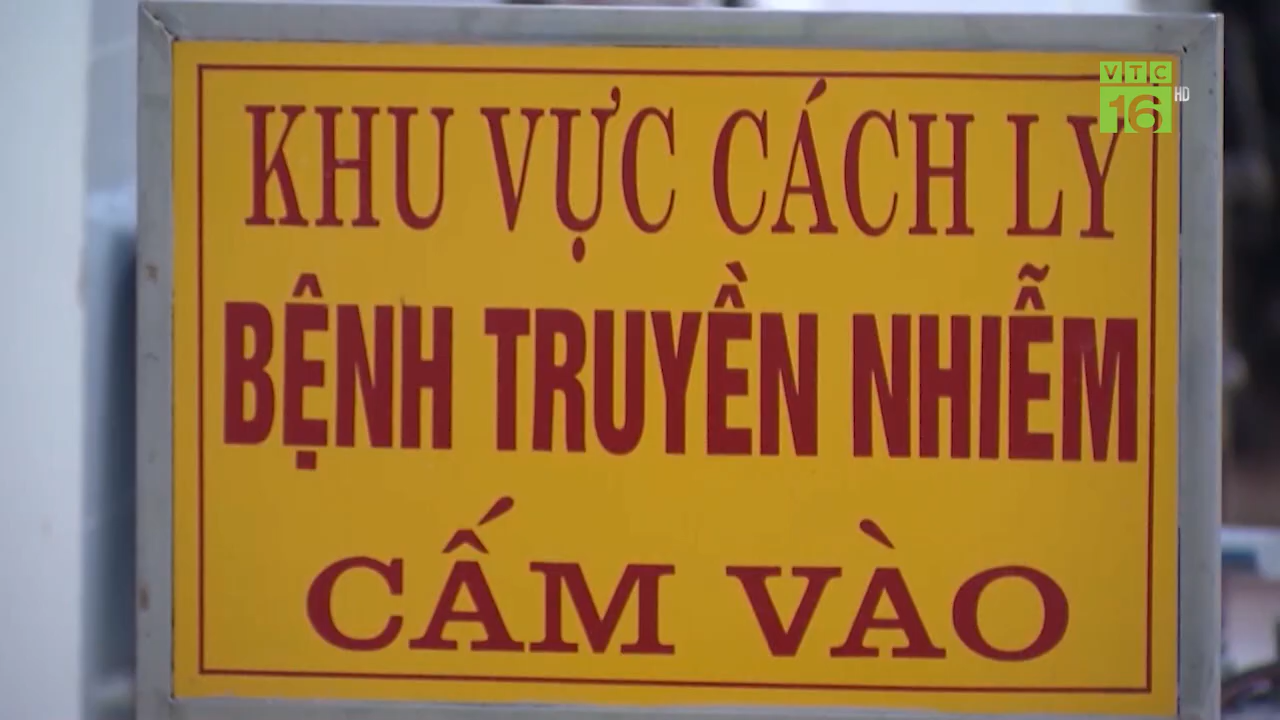 VTC
16 HD
KHU VỰC CÁCH LY
BỆNH TRUYỀN NHIỄM
CẤM VÀO